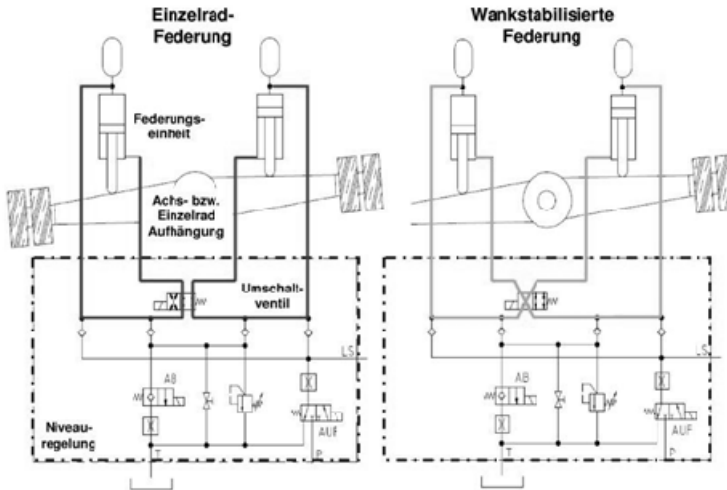 Einzelrad-
Federung
Wankstabilisierte
Federung
Federungs-
einheit
Achs- bzw.
Einzelrad
Aufhängung
Umschalt-
ventil
LS
AB
AUF
Niveau-
regelung
T
P
LS
AB
AUF
T
P